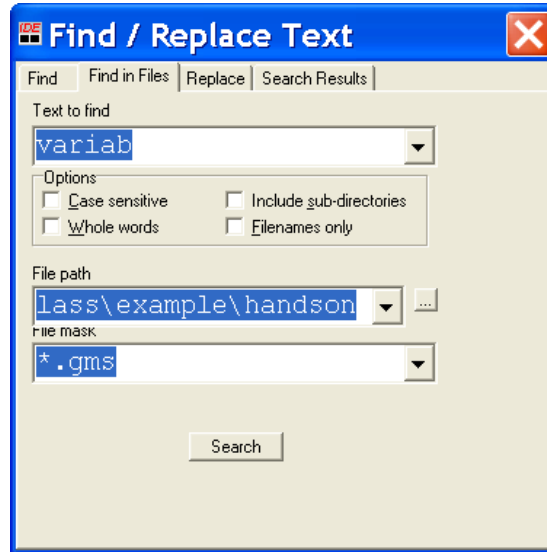 IDE Find / Replace Text
Find Find in Files Replace Search Results
Text to find
variab
Options
Case sensitive Include sub-directories
Whole words Filenames only
File path
lass\example\handson ...
File mask
*.gms
Search